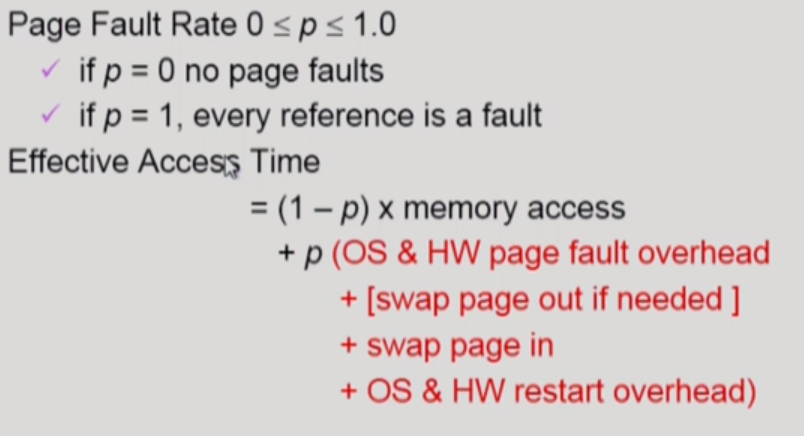 Page Fault Rate 0 ≤ p ≤ 1.0
✓ if p = 0 no page faults
✓ if p = 1, every reference is a fault
Effective Access Time
= (1 – p) x memory access
+ p (OS & HW page fault overhead
+ [swap page out if needed ]
+ swap page in
+ OS & HW restart overhead)